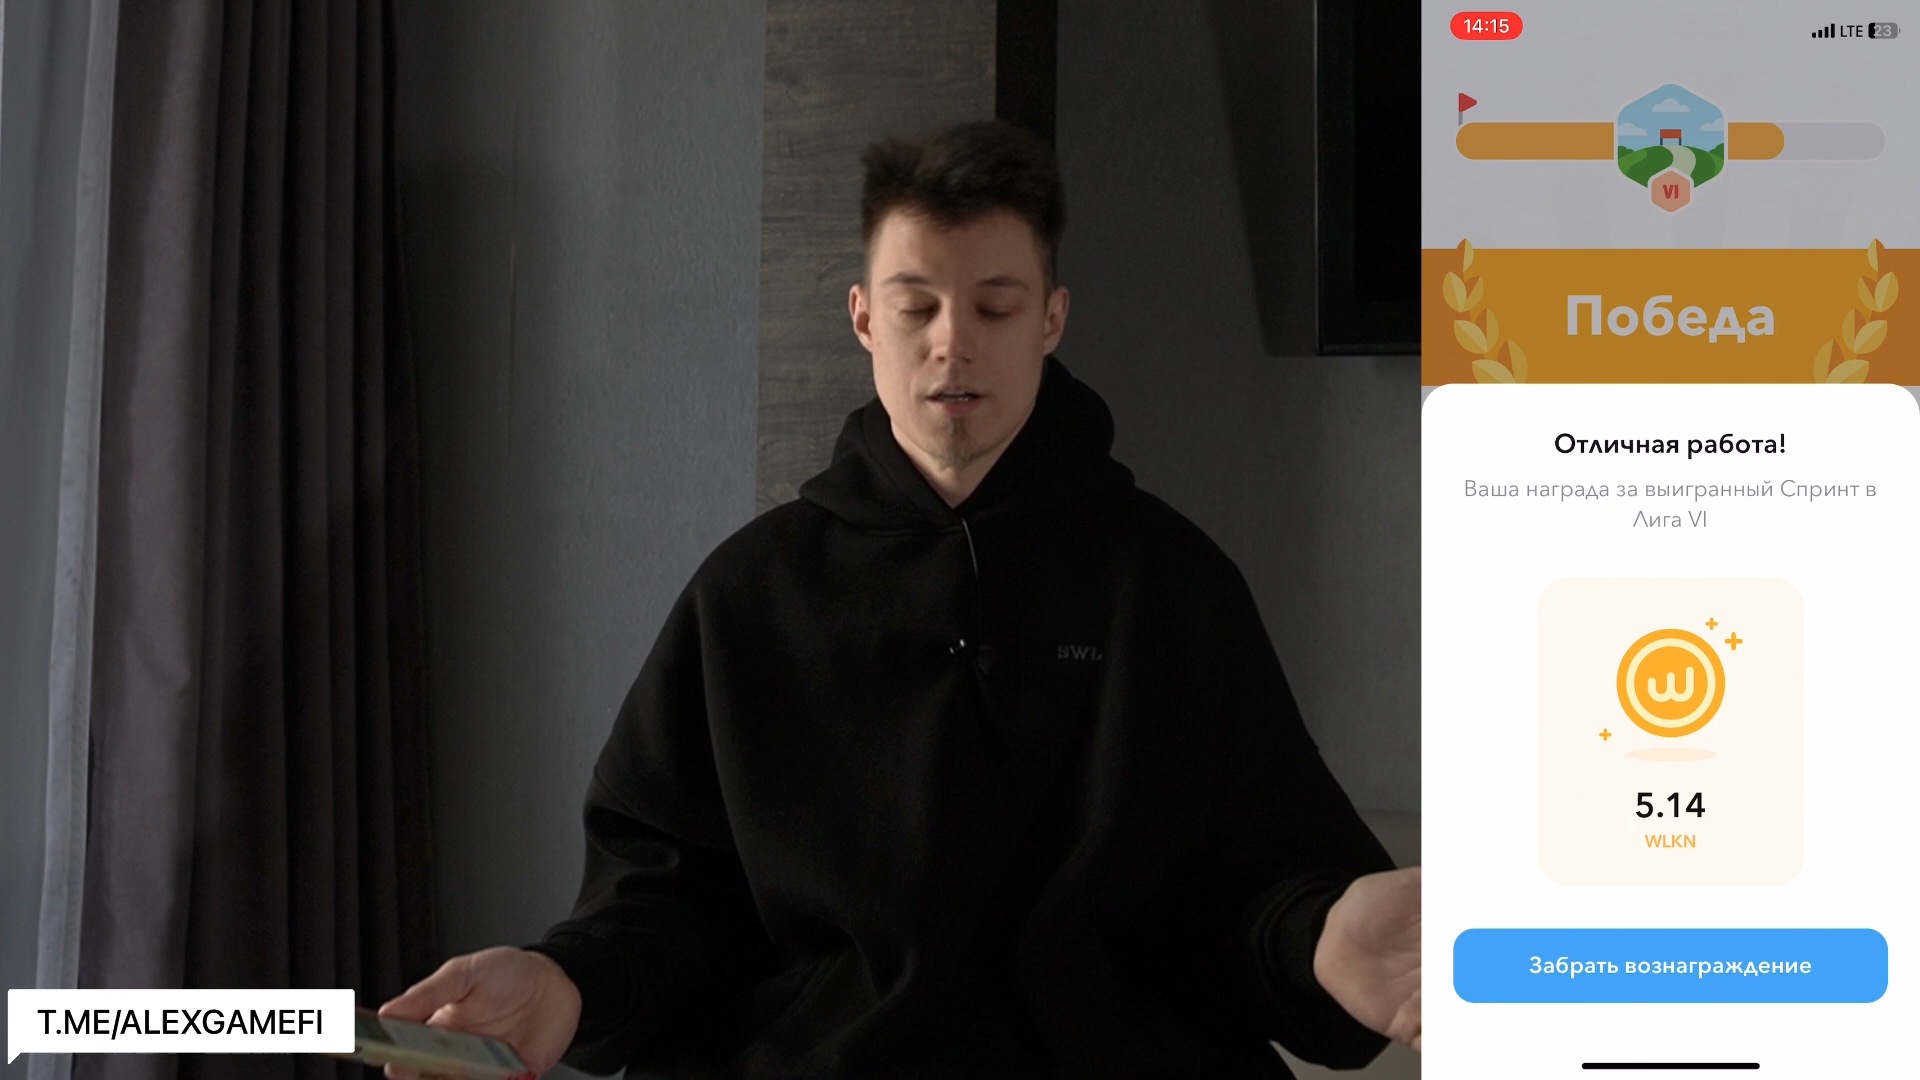 14:15
LTE 23
VI
Победа
Отличная работа!
Ваша награда за выигранный Спринт в
Лига VI
5.14
WLKN
Забрать вознаграждение
SWL
T.ME/ALEXGAMEFI